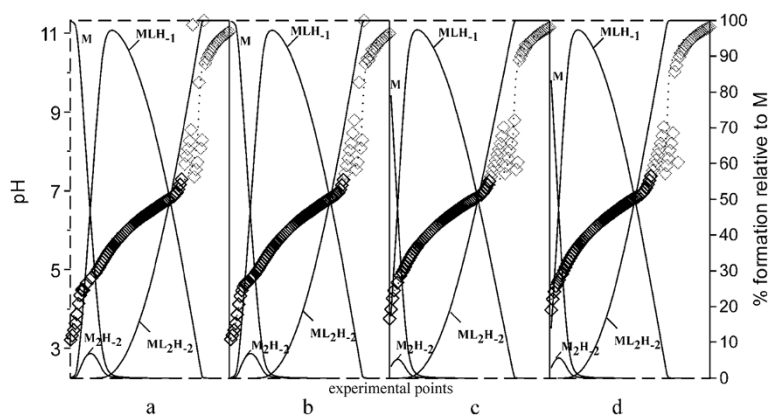 11
9
7
5
3
pH
M
MLH-1
M2H-2
ML2H-2
M
MLH-1
M2H-2
ML2H-2
M
MLH-1
M2H-2
ML2H-2
M
MLH-1
M2H-2
ML2H-2
100
90
80
70
60
50
40
30
20
10
0
% formation relative to M
experimental points
a b c d